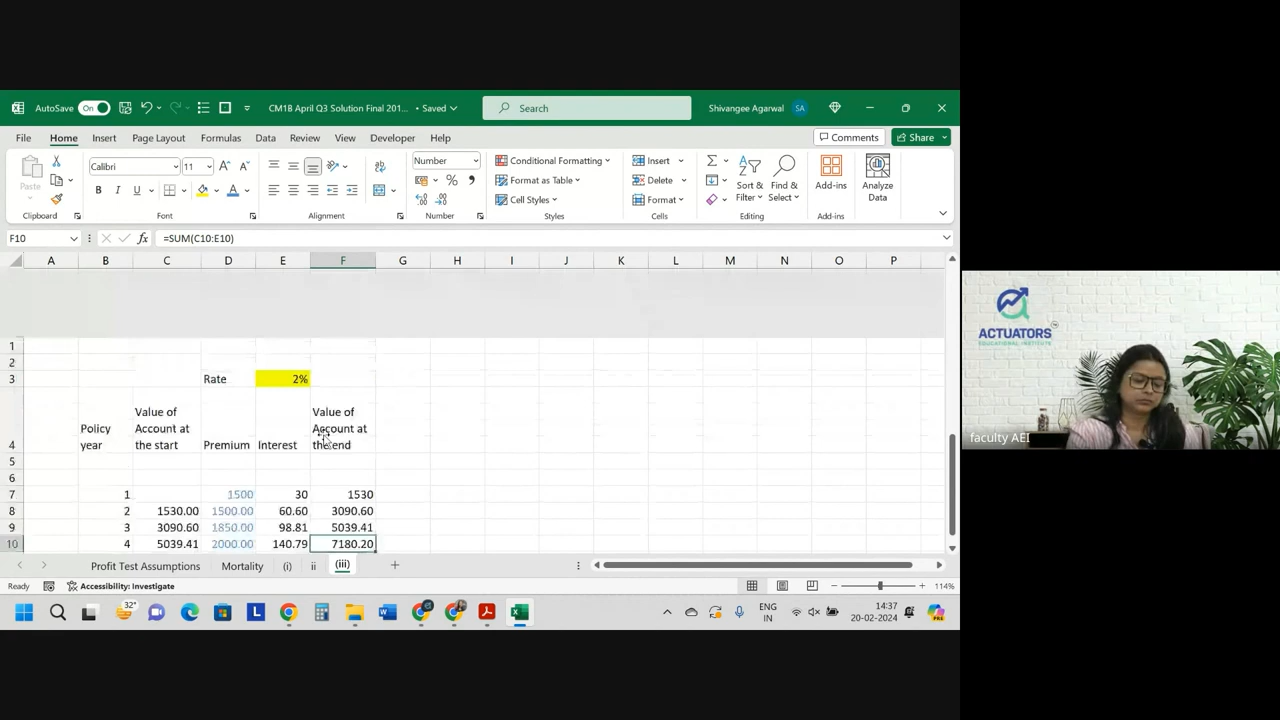 AutoSave On CM1B April Q3 Solution Final 201... • Saved Search Shivangee Agarwal SA
File Home Insert Page Layout Formulas Data Review View Developer Help Comments Share
Calibri 11 A A Number Conditional Formatting Insert
Paste Format as Table Delete Sort & Filter Find & Select Add-ins Analyze Data
B I U A % Cell Styles Format
Clipboard Font Alignment Number Styles Cells Editing Add-ins
F10 fx =SUM(C10:E10)
A B C D E F G H I J K L M N O P
1
2
3 Rate 2%
4 Policy year Value of Account at the start Premium Interest Value of Account at the end
5
6
7 1 1500 30 1530
8 2 1530.00 1500.00 60.60 3090.60
9 3 3090.60 1850.00 98.81 5039.41
10 4 5039.41 2000.00 140.79 7180.20
Profit Test Assumptions Mortality (i) ii (iii)
Ready Accessibility: Investigate 114%
32° ENG IN 14:37 20-02-2024
ACTUATORS
EDUCATIONAL INSTITUTE
faculty AEI